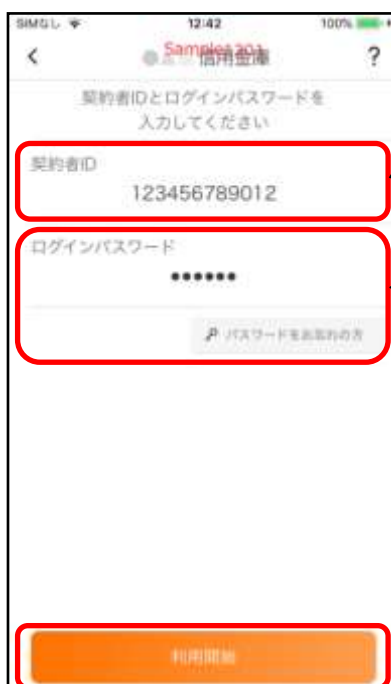 SIMなし 12:42 100%
信用金庫 ?
契約者IDとログインパスワードを
入力してください
契約者ID
123456789012
ログインパスワード
••••••
パスワードをお忘れの方
利用開始